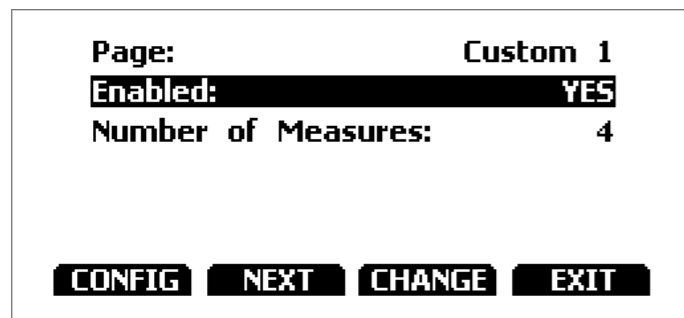 Page: Custom 1
Enabled: YES
Number of Measures: 4
CONFIG NEXT CHANGE EXIT